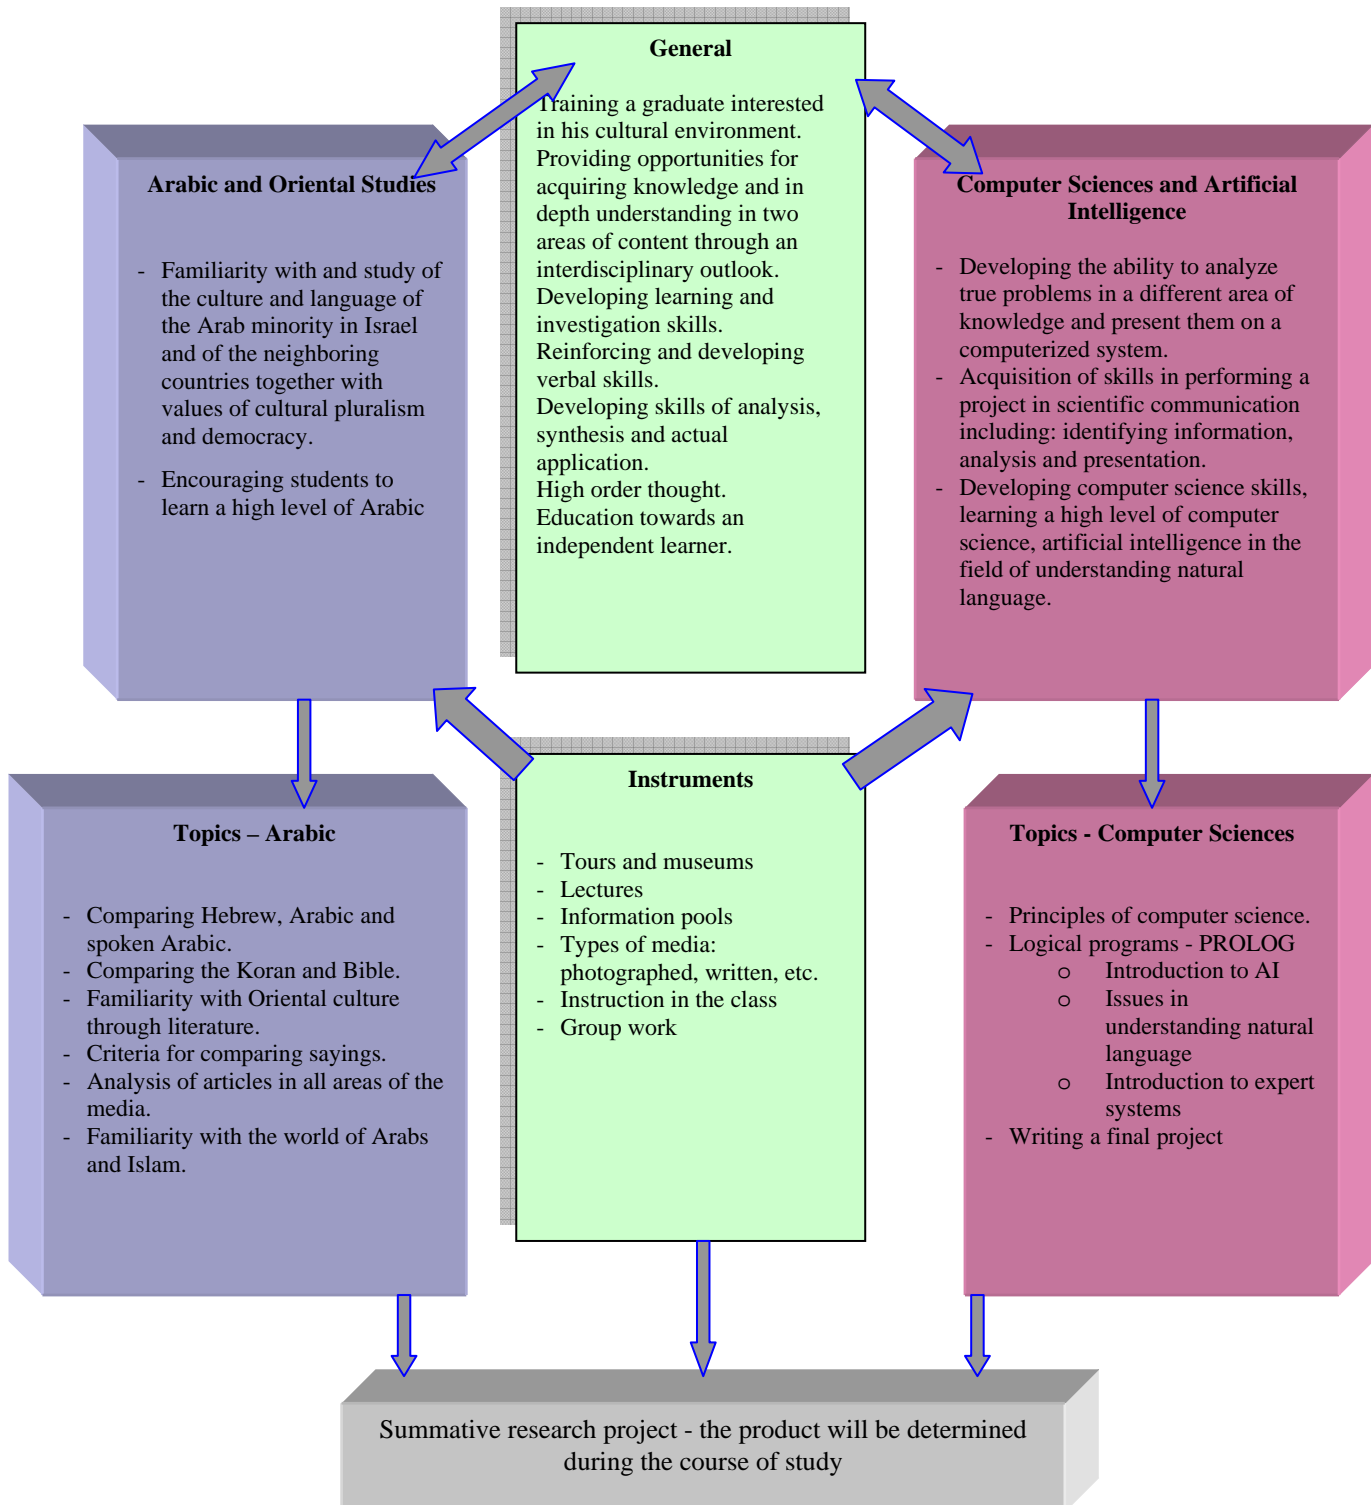 General
Training a graduate interested
in his cultural environment.
Providing opportunities for
acquiring knowledge and in
depth understanding in two
areas of content through an
interdisciplinary outlook.
Developing learning and
investigation skills.
Reinforcing and developing
verbal skills.
Developing skills of analysis,
synthesis and actual
application.
High order thought.
Education towards an
independent learner.
Arabic and Oriental Studies
- Familiarity with and study of
the culture and language of
the Arab minority in Israel
and of the neighboring
countries together with
values of cultural pluralism
and democracy.
- Encouraging students to
learn a high level of Arabic
Computer Sciences and Artificial
Intelligence
- Developing the ability to analyze
true problems in a different area of
knowledge and present them on a
computerized system.
- Acquisition of skills in performing a
project in scientific communication
including: identifying information,
analysis and presentation.
- Developing computer science skills,
learning a high level of computer
science, artificial intelligence in the
field of understanding natural
language.
Topics – Arabic
- Comparing Hebrew, Arabic and
spoken Arabic.
- Comparing the Koran and Bible.
- Familiarity with Oriental culture
through literature.
- Criteria for comparing sayings.
- Analysis of articles in all areas of the
media.
- Familiarity with the world of Arabs
and Islam.
Instruments
- Tours and museums
- Lectures
- Information pools
- Types of media:
photographed, written, etc.
- Instruction in the class
- Group work
Topics - Computer Sciences
- Principles of computer science.
- Logical programs - PROLOG
o Introduction to AI
o Issues in
understanding natural
language
o Introduction to expert
systems
- Writing a final project
Summative research project - the product will be determined
during the course of study